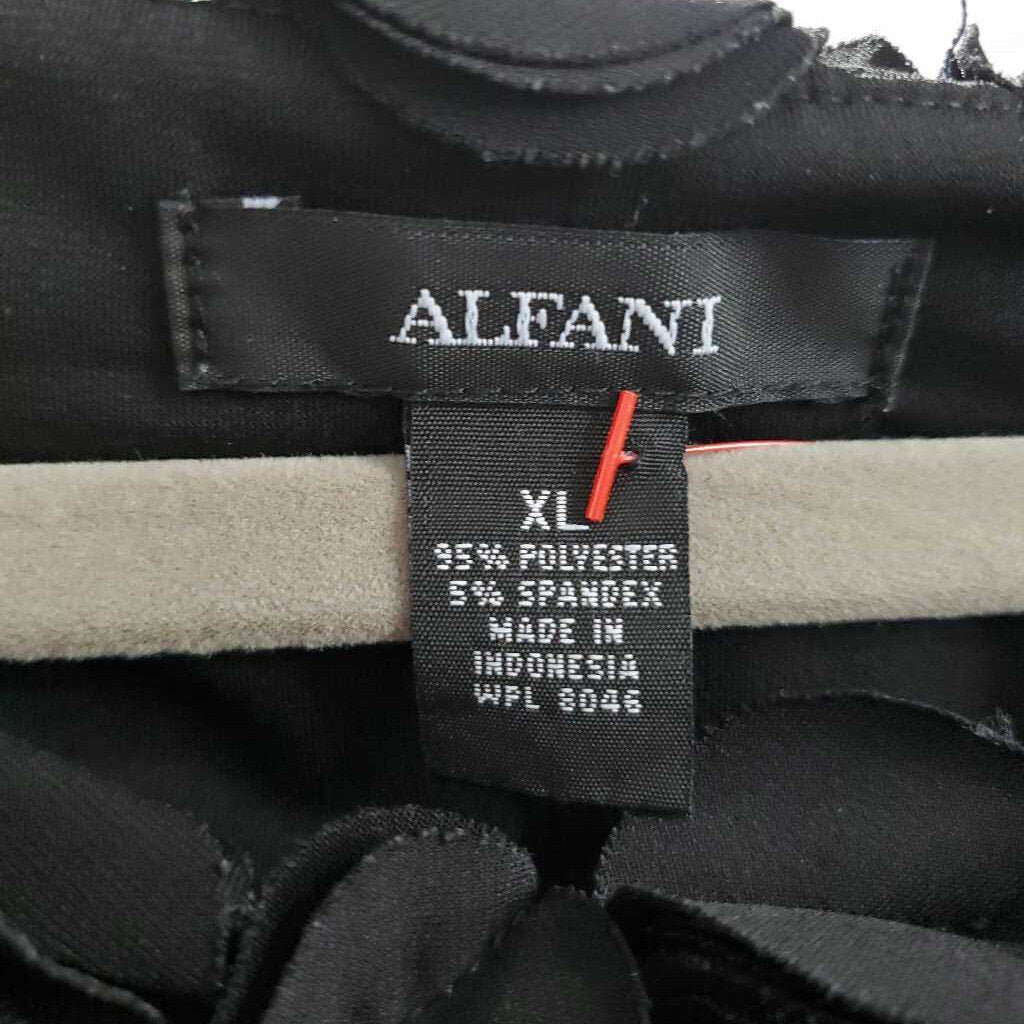 ALFANI
XL
95% POLYESTER
5% SPANDEX
MADE IN
INDONESIA
WPL 8046